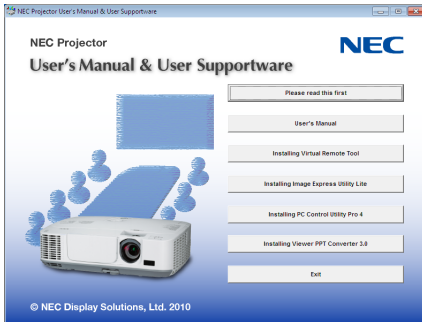 NEC Projector User's Manual & User Supportware
NEC Projector
NEC
User's Manual & User Supportware
Please read this first
User's Manual
Installing Virtual Remote Tool
Installing Image Express Utility Lite
Installing PC Control Utility Pro 4
Installing Viewer PPT Converter 3.0
Exit
© NEC Display Solutions, Ltd. 2010